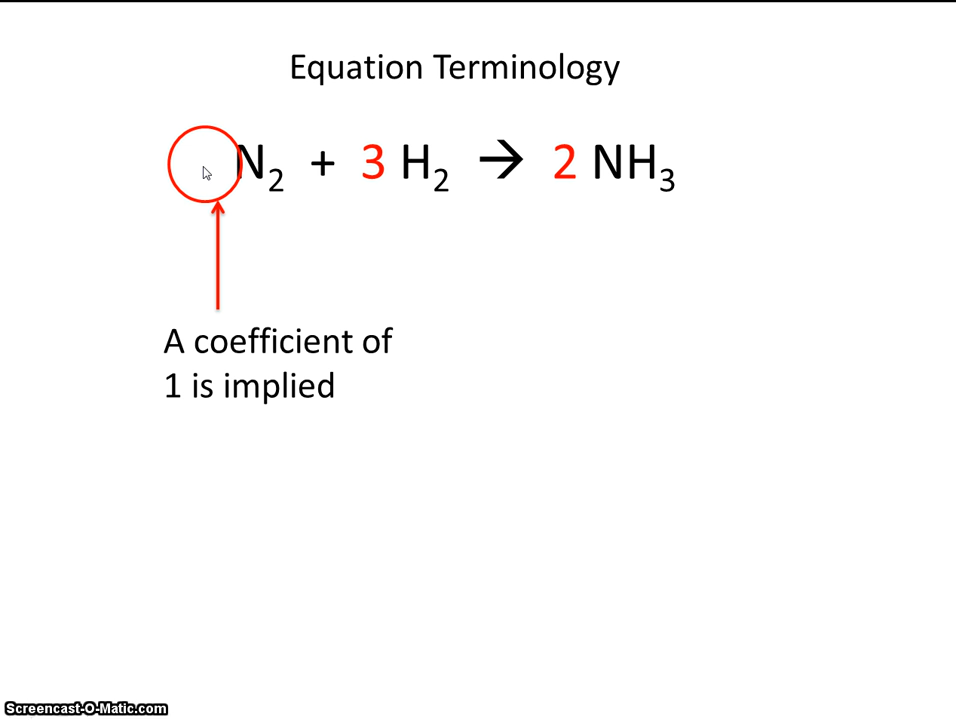 Equation Terminology
N₂ + 3 H₂ → 2 NH₃
A coefficient of
1 is implied
Screencast-O-Matic.com